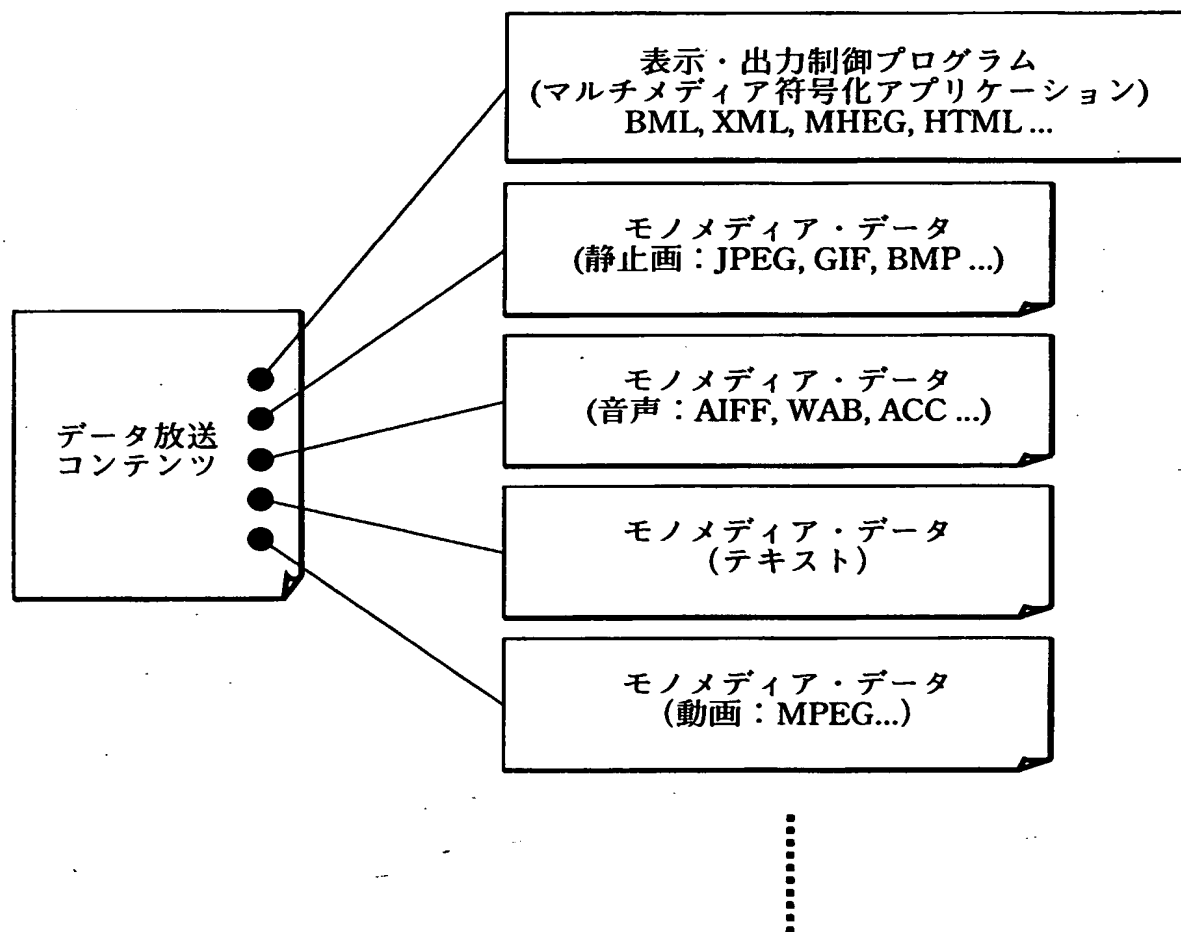 表示・出力制御プログラム
(マルチメディア符号化アプリケーション)
BML, XML, MHEG, HTML ...
モノメディア・データ
(静止画：JPEG, GIF, BMP ...)
モノメディア・データ
(音声：AIFF, WAB, ACC ...)
データ放送
コンテンツ
モノメディア・データ
(テキスト)
モノメディア・データ
(動画：MPEG...)